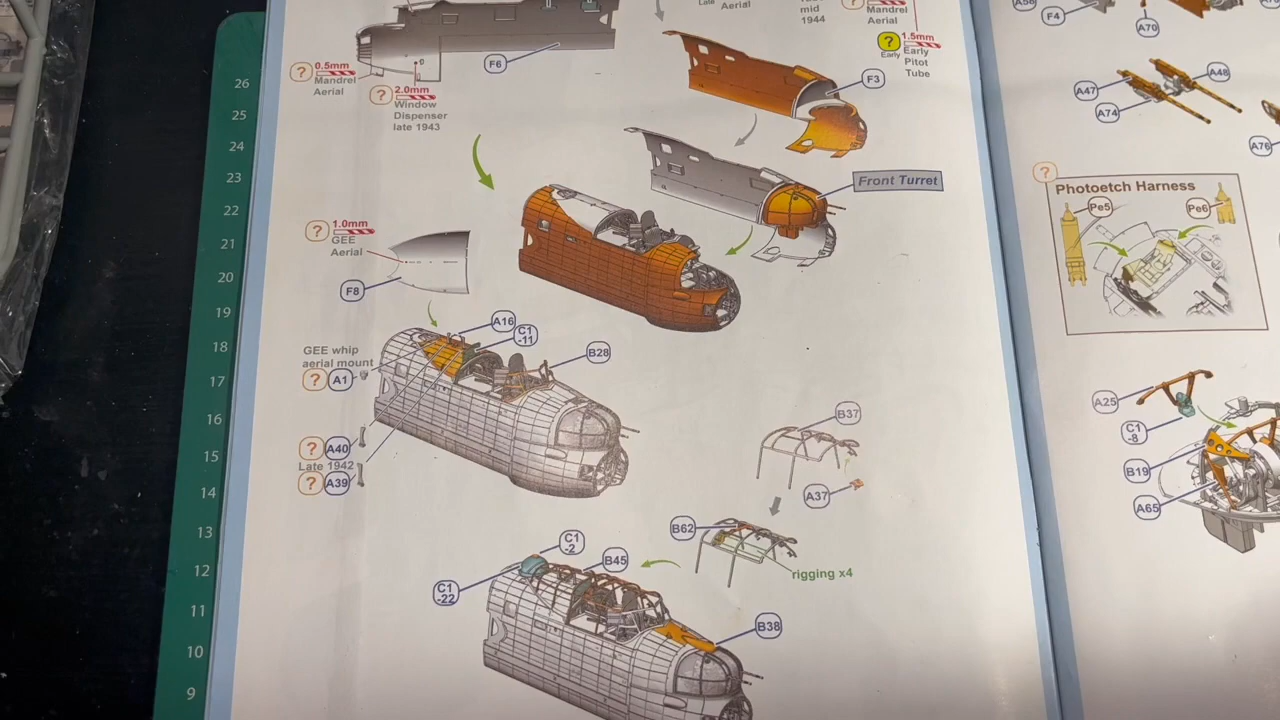 A56
F4
A70
Late
Aerial
mid
1944
?
Mandrel
Aerial
?
Early
1.5mm
Early
Pitot
Tube
F6
F3
?
0.5mm
Mandrel
Aerial
?
2.0mm
Window
Dispenser
late 1943
A47
A48
A74
A76
Front Turret
?
Photoetch Harness
Pe5
Pe6
?
1.0mm
GEE
Aerial
F8
A16
C1
-11
B28
GEE whip
aerial mount
?
A1
?
A40
Late 1942
?
A39
B37
A37
A25
C1
-8
B19
A65
B62
rigging x4
C1
-2
B45
C1
-22
B38
26
25
24
23
22
21
20
19
18
17
16
15
14
13
12
11
10
9